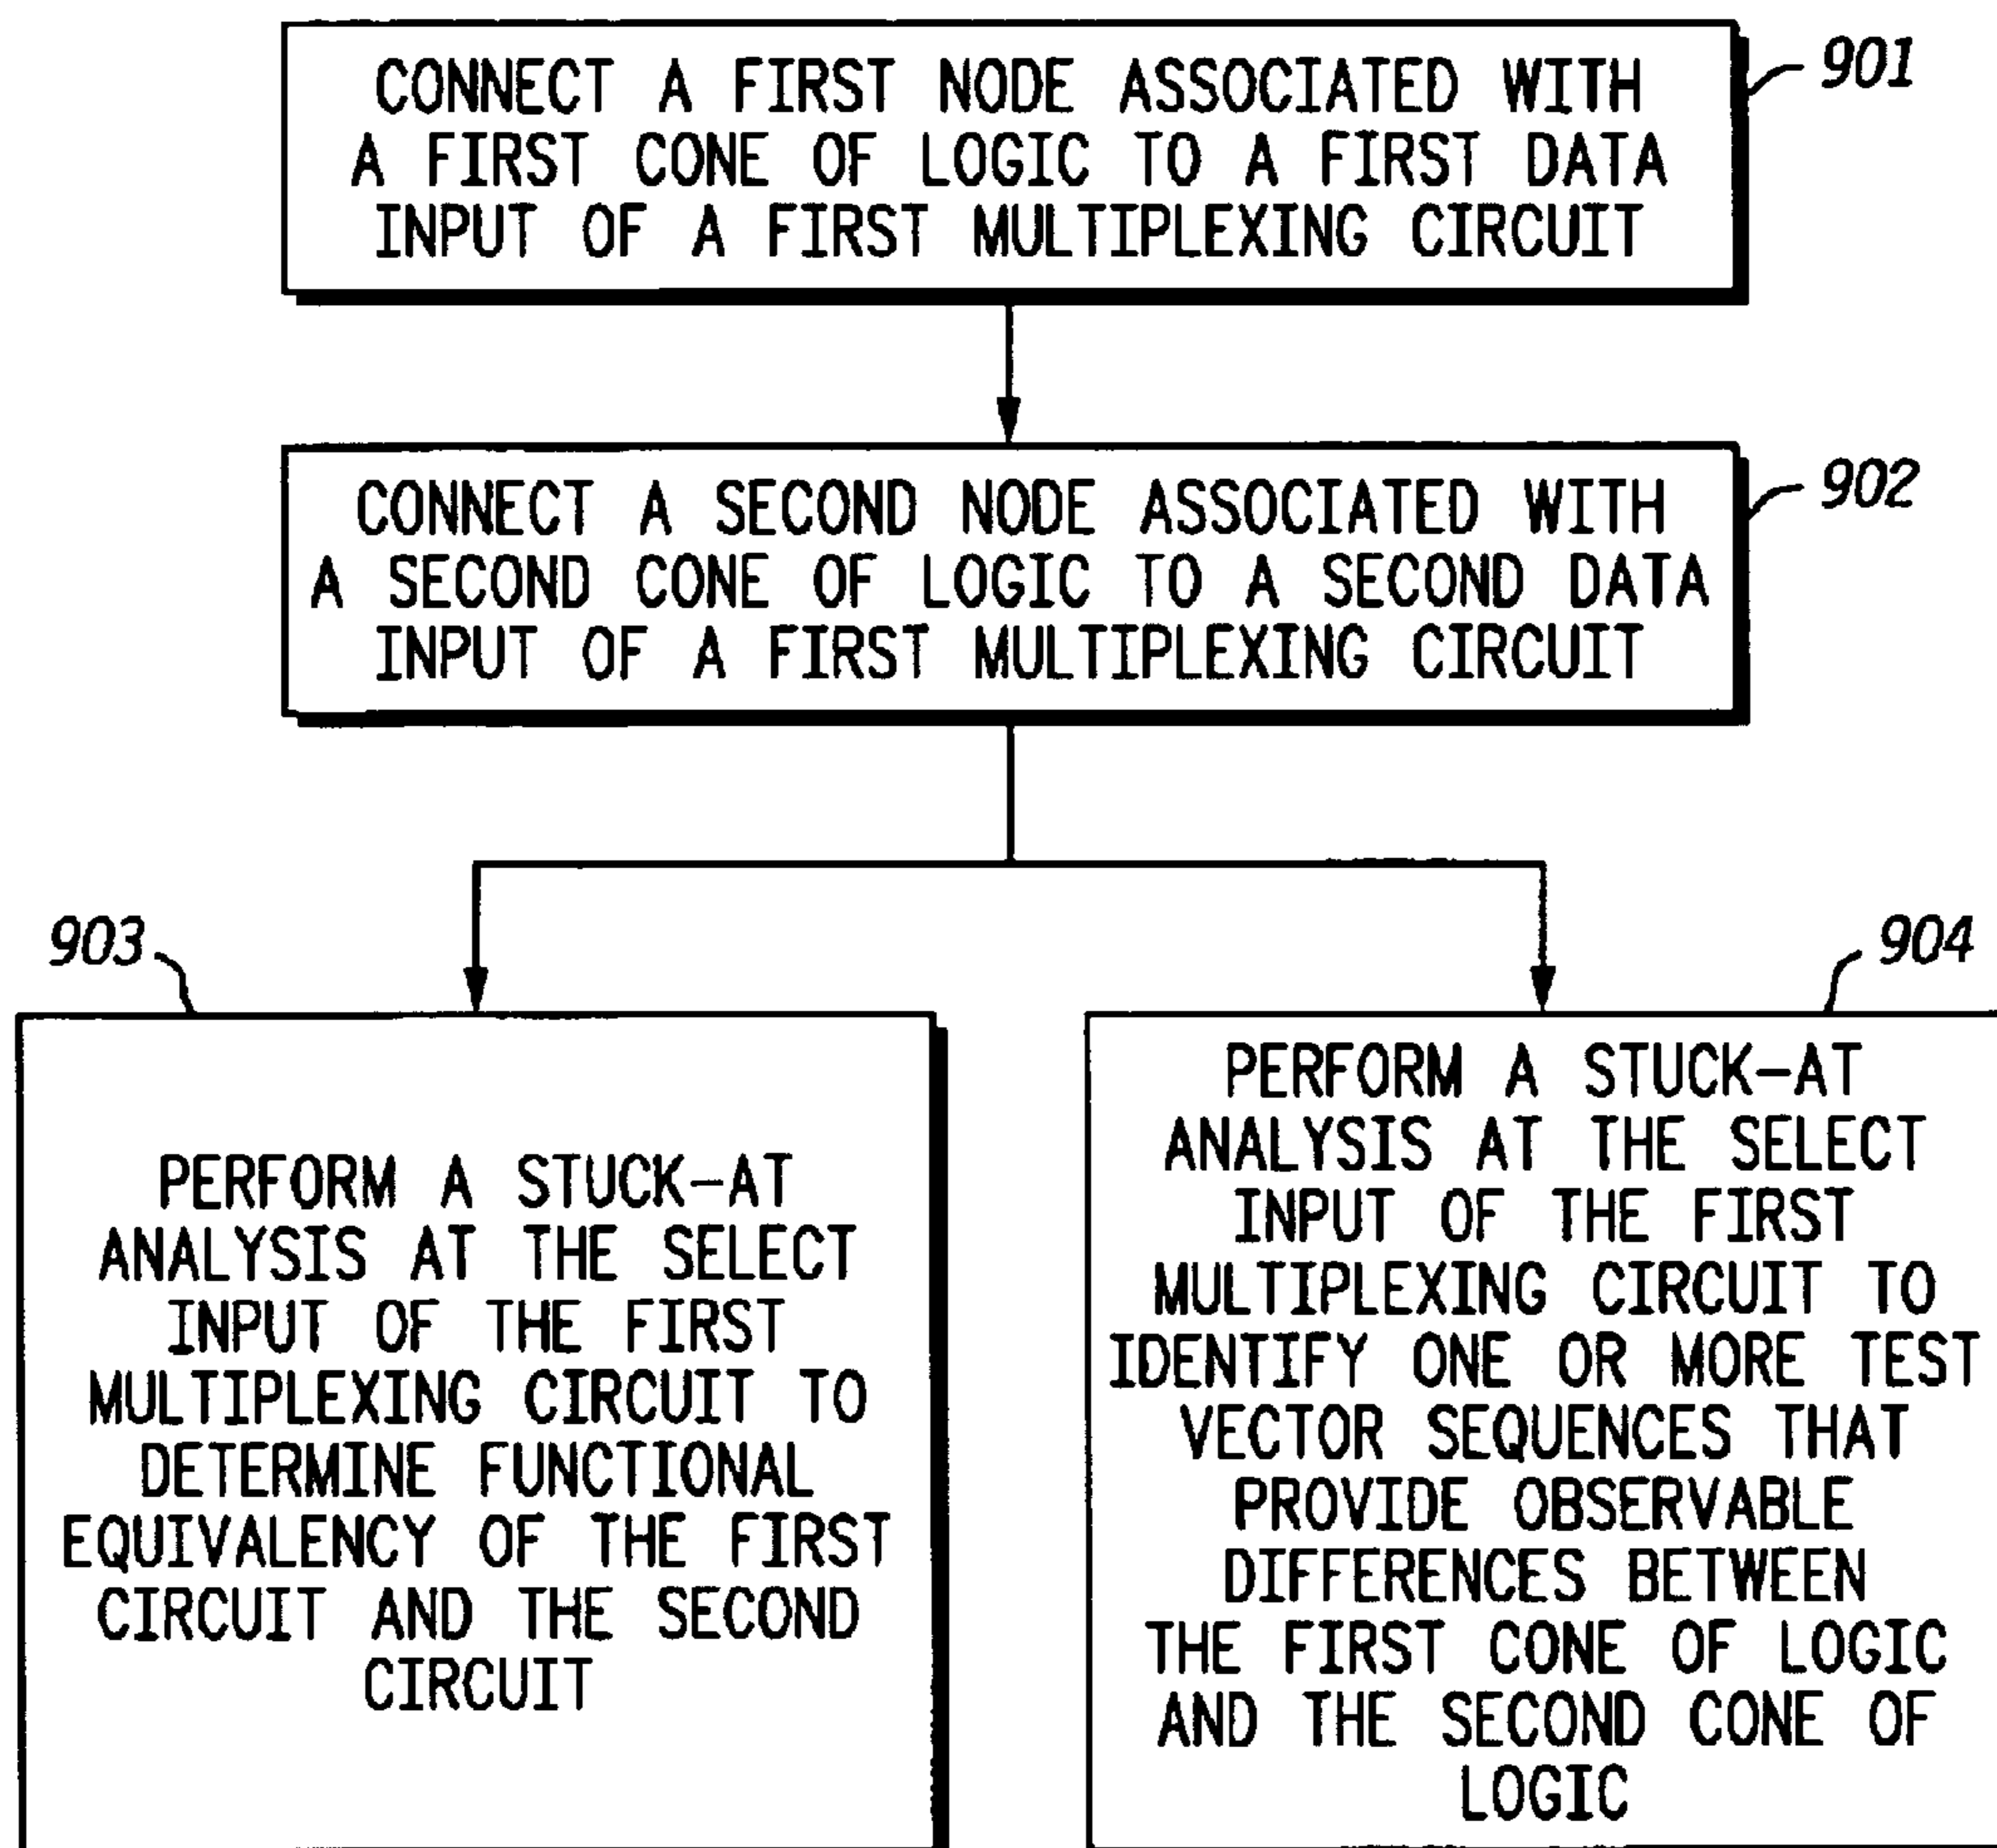 CONNECT A FIRST NODE ASSOCIATED WITH
A FIRST CONE OF LOGIC TO A FIRST DATA
INPUT OF A FIRST MULTIPLEXING CIRCUIT
901
CONNECT A SECOND NODE ASSOCIATED WITH
A SECOND CONE OF LOGIC TO A SECOND DATA
INPUT OF A FIRST MULTIPLEXING CIRCUIT
902
903
PERFORM A STUCK-AT
ANALYSIS AT THE SELECT
INPUT OF THE FIRST
MULTIPLEXING CIRCUIT TO
DETERMINE FUNCTIONAL
EQUIVALENCY OF THE FIRST
CIRCUIT AND THE SECOND
CIRCUIT
904
PERFORM A STUCK-AT
ANALYSIS AT THE SELECT
INPUT OF THE FIRST
MULTIPLEXING CIRCUIT TO
IDENTIFY ONE OR MORE TEST
VECTOR SEQUENCES THAT
PROVIDE OBSERVABLE
DIFFERENCES BETWEEN
THE FIRST CONE OF LOGIC
AND THE SECOND CONE OF
LOGIC